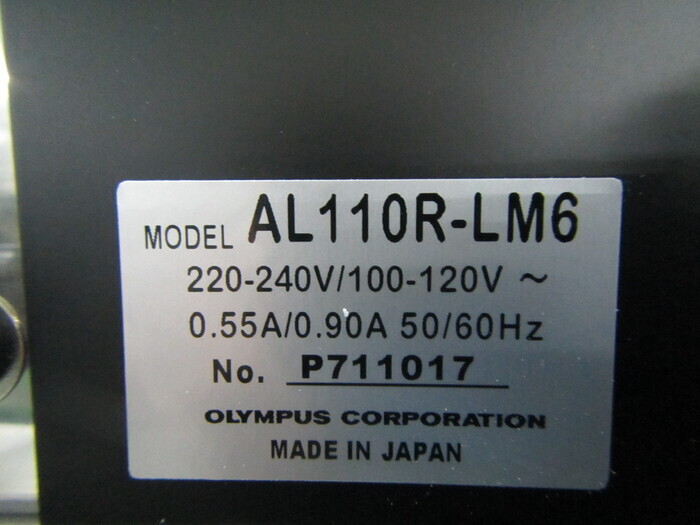 MODEL AL110R-LM6
220-240V/100-120V ~
0.55A/0.90A 50/60Hz
No. P711017
OLYMPUS CORPORATION
MADE IN JAPAN